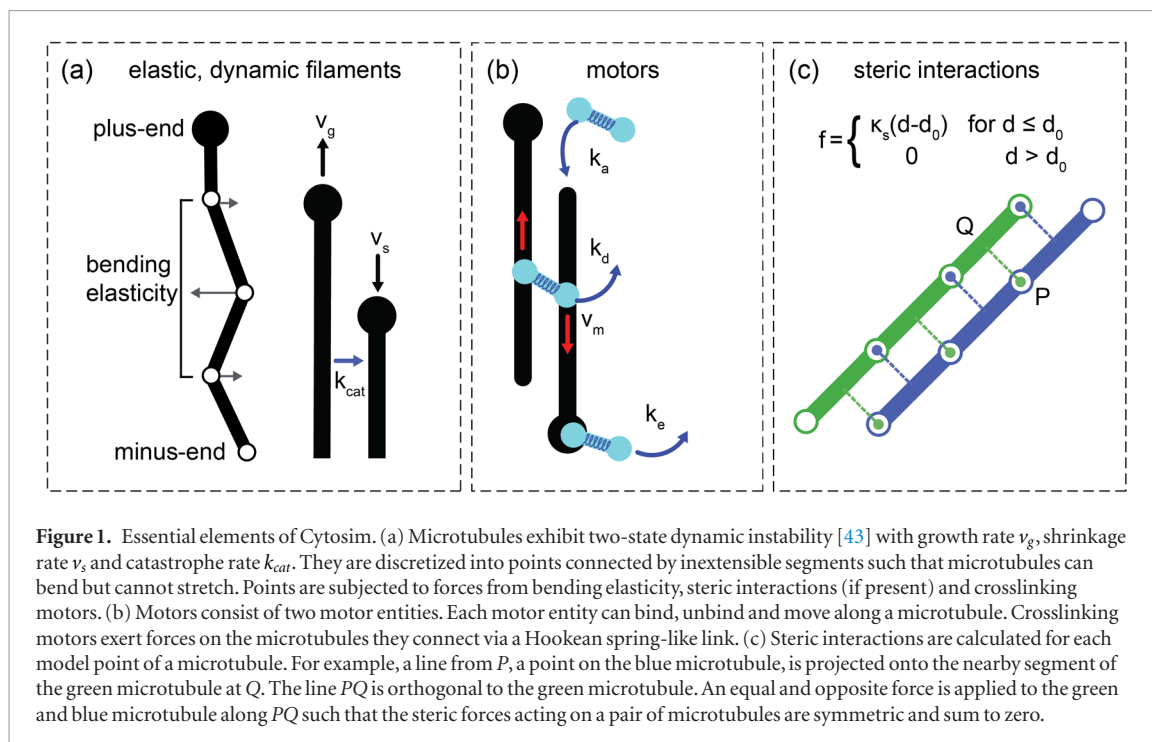 (a) elastic, dynamic filaments
plus-end
bending
elasticity
minus-end
v_g
v_s
k_cat
(b) motors
k_a
k_d
v_m
k_e
(c) steric interactions
f = { κ_s(d-d_0) for d ≤ d_0
0 d > d_0
Q
P
Figure 1. Essential elements of Cytosim. (a) Microtubules exhibit two-state dynamic instability [43] with growth rate v_g, shrinkage
rate v_s and catastrophe rate k_cat. They are discretized into points connected by inextensible segments such that microtubules can
bend but cannot stretch. Points are subjected to forces from bending elasticity, steric interactions (if present) and crosslinking
motors. (b) Motors consist of two motor entities. Each motor entity can bind, unbind and move along a microtubule. Crosslinking
motors exert forces on the microtubules they connect via a Hookean spring-like link. (c) Steric interactions are calculated for each
model point of a microtubule. For example, a line from P, a point on the blue microtubule, is projected onto the nearby segment of
the green microtubule at Q. The line PQ is orthogonal to the green microtubule. An equal and opposite force is applied to the green
and blue microtubule along PQ such that the steric forces acting on a pair of microtubules are symmetric and sum to zero.